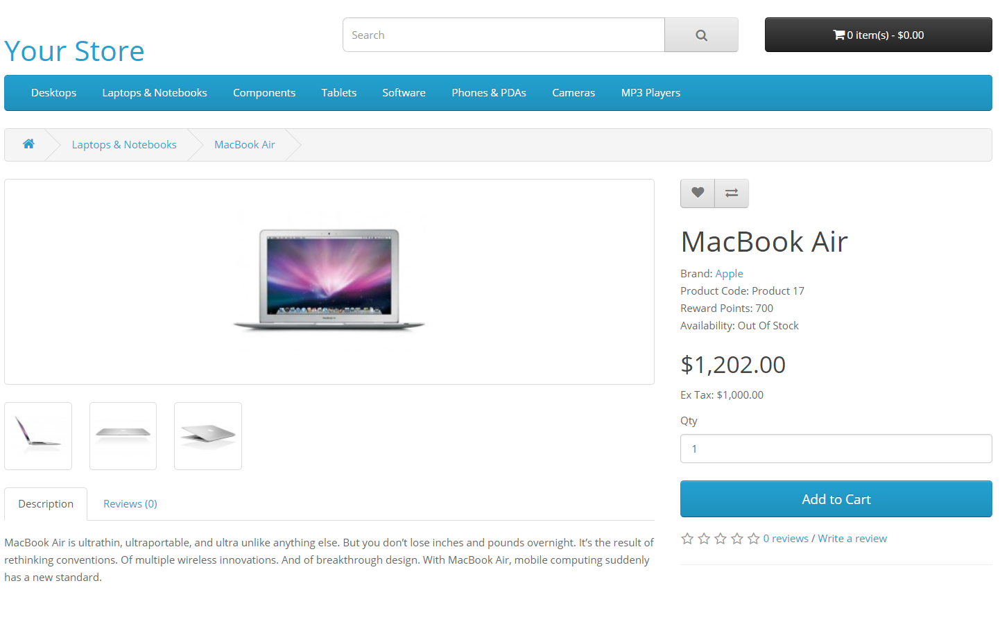 Your Store
Search
0 item(s) - $0.00
Desktops
Laptops & Notebooks
Components
Tablets
Software
Phones & PDAs
Cameras
MP3 Players
Laptops & Notebooks
MacBook Air
MacBook Air
Brand: Apple
Product Code: Product 17
Reward Points: 700
Availability: Out Of Stock
$1,202.00
Ex Tax: $1,000.00
Qty
1
Add to Cart
0 reviews / Write a review
Description
Reviews (0)
MacBook Air is ultrathin, ultraportable, and ultra unlike anything else. But you don’t lose inches and pounds overnight. It’s the result of
rethinking conventions. Of multiple wireless innovations. And of breakthrough design. With MacBook Air, mobile computing suddenly
has a new standard.